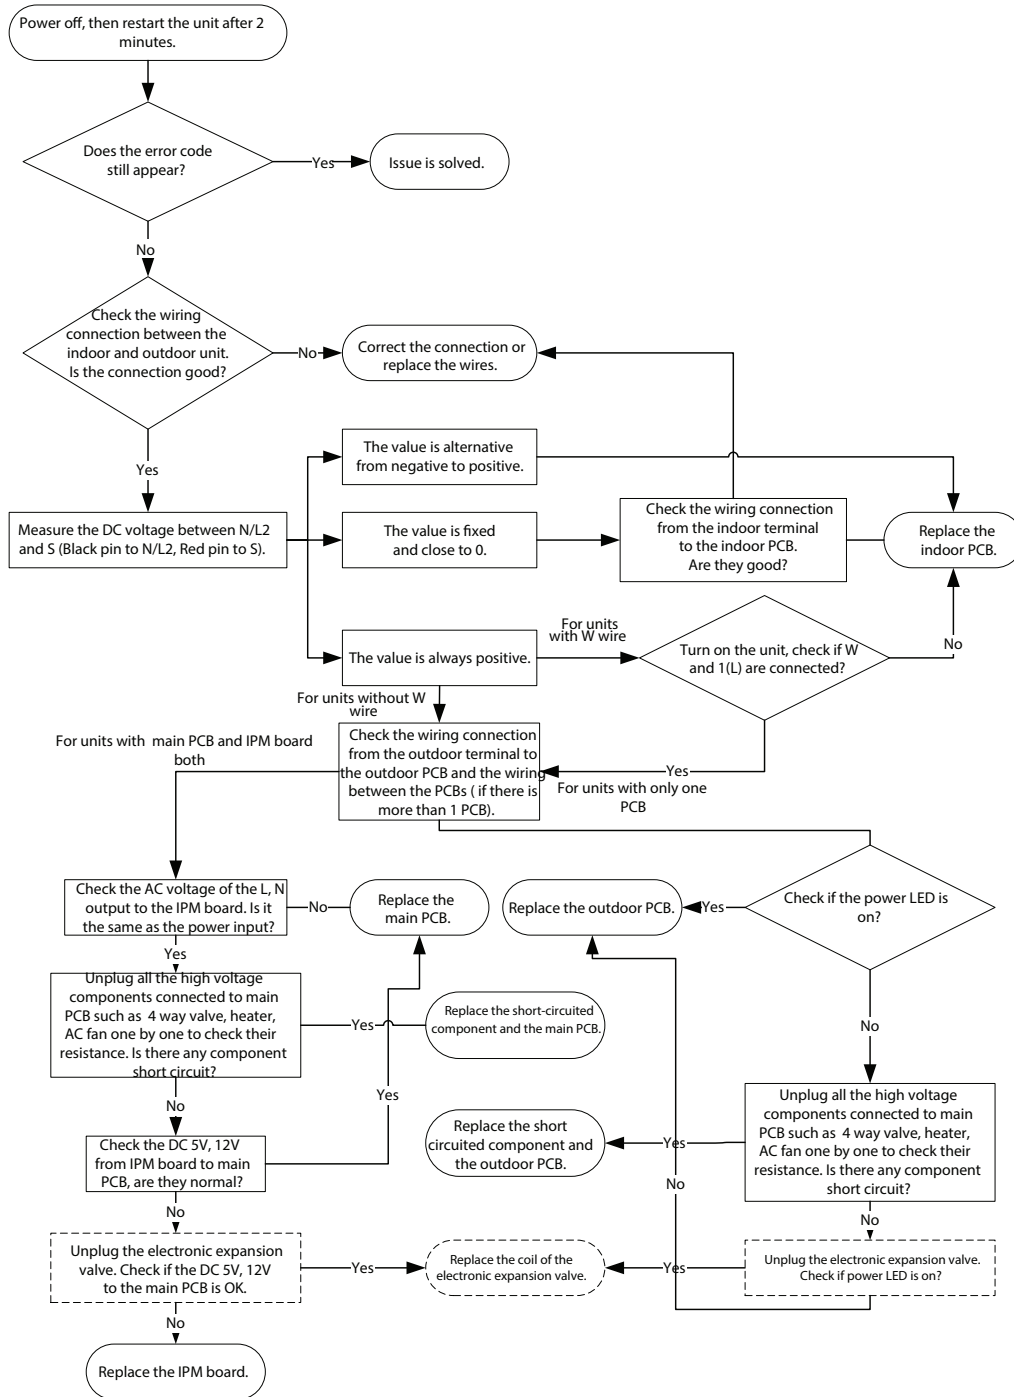 Power off, then restart the unit after 2
minutes.
Does the error code
still appear?
Yes
Issue is solved.
No
Check the wiring
connection between the
indoor and outdoor unit.
Is the connection good?
No
Correct the connection or
replace the wires.
Yes
The value is alternative
from negative to positive.
Measure the DC voltage between N/L2
and S (Black pin to N/L2, Red pin to S).
The value is fixed
and close to 0.
Check the wiring connection
from the indoor terminal
to the indoor PCB.
Are they good?
Replace the
indoor PCB.
The value is always positive.
For units
with W wire
Turn on the unit, check if W
and 1(L) are connected?
No
For units without W
wire
For units with  main PCB and IPM board
both
Check the wiring connection
from the outdoor terminal to
the outdoor PCB and the wiring
between the PCBs ( if there is
more than 1 PCB).
Yes
For units with only one
PCB
Check the AC voltage of the L, N
output to the IPM board. Is it
the same as the power input?
No
Replace the
main PCB.
Replace the outdoor PCB.
Yes
Check if the power LED is
on?
Yes
Unplug all the high voltage
components connected to main
PCB such as  4 way valve, heater,
AC fan one by one to check their
resistance. Is there any component
short circuit?
Yes
Replace the short-circuited
component and the main PCB.
No
No
Yes
Check the DC 5V, 12V
from IPM board to main
PCB, are they normal?
Replace the short
circuited component and
the outdoor PCB.
Yes
Unplug all the high voltage
components connected to main
PCB such as  4 way valve, heater,
AC fan one by one to check their
resistance. Is there any component
short circuit?
No
No
No
Unplug the electronic expansion
valve. Check if the DC 5V, 12V
to the main PCB is OK.
Yes
Replace the coil of the
electronic expansion valve.
Yes
Unplug the electronic expansion valve.
Check if power LED is on?
No
Replace the IPM board.